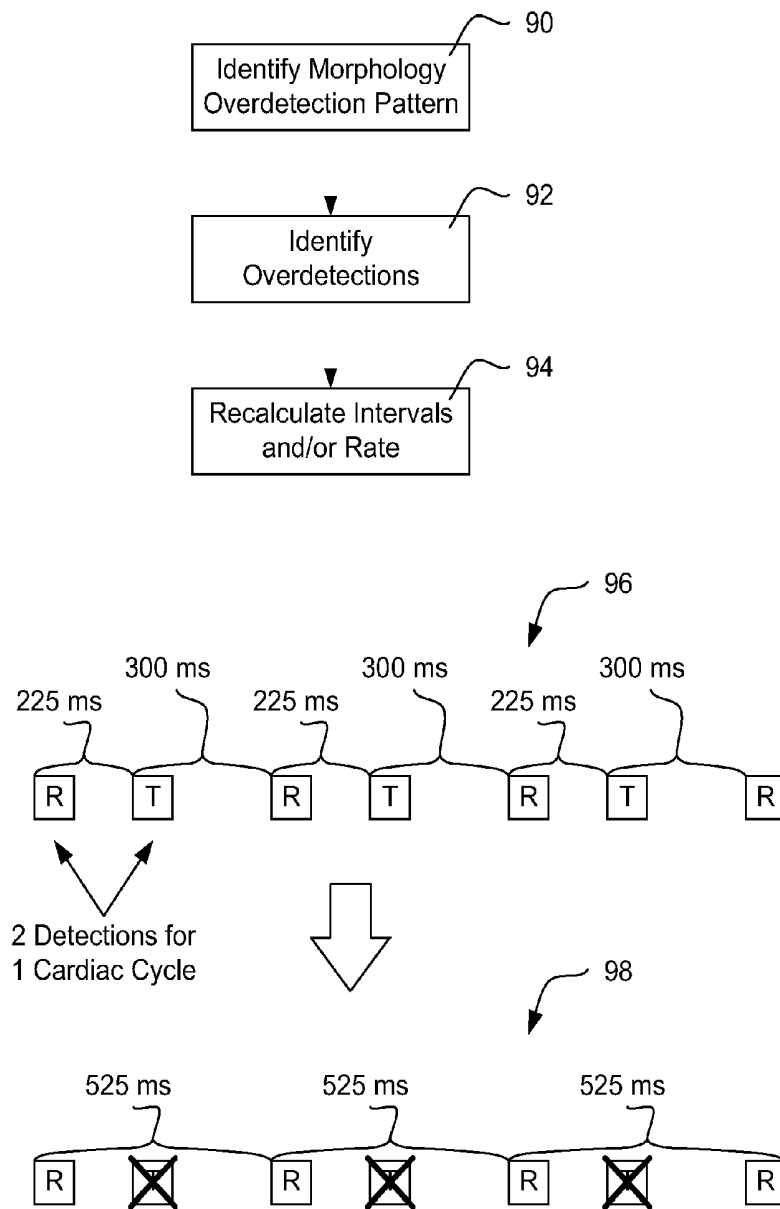 90
Identify Morphology
Overdetection Pattern
92
Identify
Overdetections
94
Recalculate Intervals
and/or Rate
96
300 ms 300 ms 300 ms
225 ms 225 ms 225 ms
R T R T R T R
2 Detections for
1 Cardiac Cycle
98
525 ms 525 ms 525 ms
R R R R